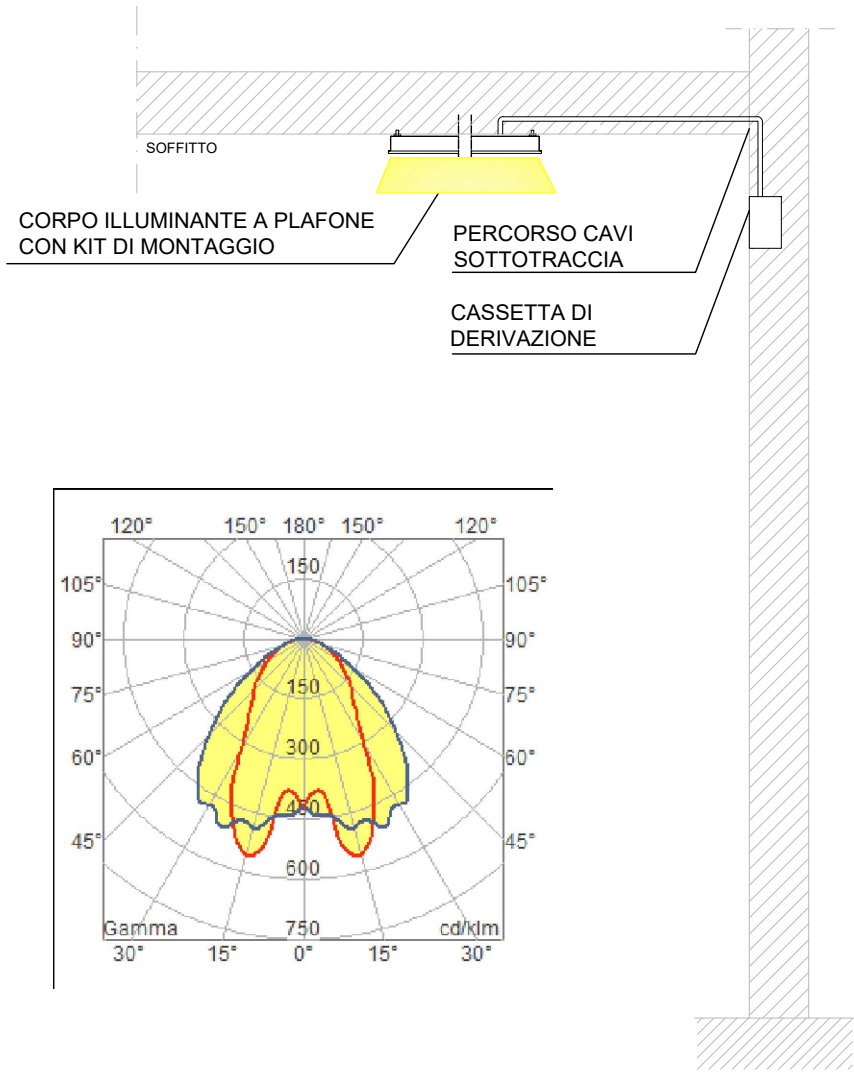 SOFFITTO
CORPO ILLUMINANTE A PLAFONE
CON KIT DI MONTAGGIO
PERCORSO CAVI
SOTTOTRACCIA
CASSETTA DI
DERIVAZIONE
120° 150° 180° 150° 120°
150
105° 105°
90° 90°
150
75° 75°
300
60° 60°
450
45° 45°
600
Gamma 750 cd/klm
30° 15° 0° 15° 30°